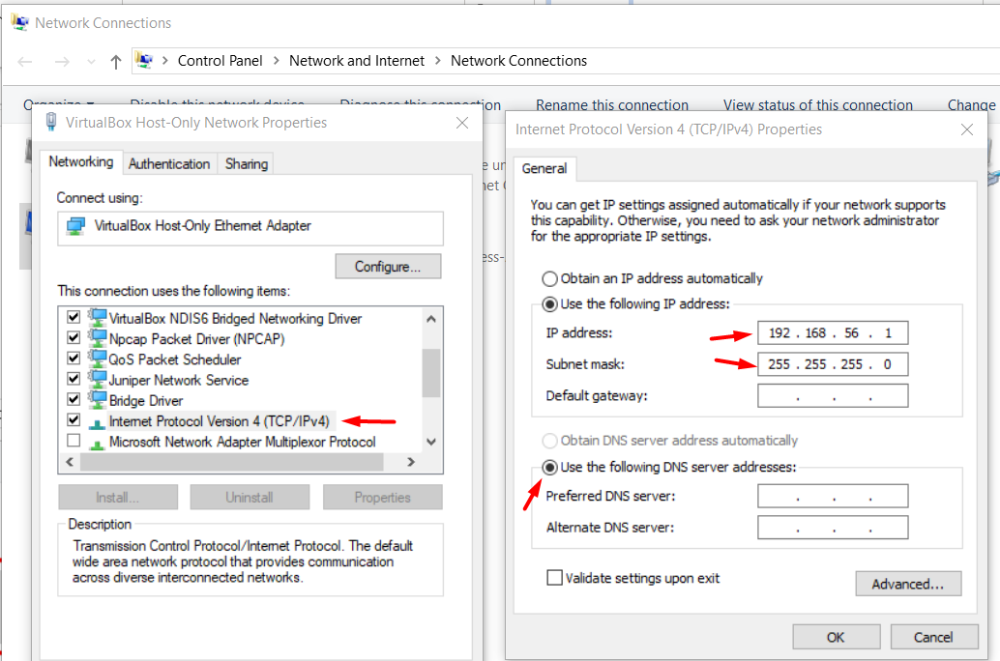 Network Connections
Control Panel > Network and Internet > Network Connections
Organize Disable this network device Diagnose this connection Rename this connection View status of this connection Change
VirtualBox Host-Only Network Properties
Networking Authentication Sharing
Connect using:
VirtualBox Host-Only Ethernet Adapter
Configure...
This connection uses the following items:
VirtualBox NDIS6 Bridged Networking Driver
Npcap Packet Driver (NPCAP)
QoS Packet Scheduler
Juniper Network Service
Bridge Driver
Internet Protocol Version 4 (TCP/IPv4)
Microsoft Network Adapter Multiplexor Protocol
Install... Uninstall Properties
Description
Transmission Control Protocol/Internet Protocol. The default
wide area network protocol that provides communication
across diverse interconnected networks.
Internet Protocol Version 4 (TCP/IPv4) Properties
General
You can get IP settings assigned automatically if your network supports
this capability. Otherwise, you need to ask your network administrator
for the appropriate IP settings.
Obtain an IP address automatically
Use the following IP address:
IP address: 192 . 168 . 56 . 1
Subnet mask: 255 . 255 . 255 . 0
Default gateway: . . .
Obtain DNS server address automatically
Use the following DNS server addresses:
Preferred DNS server: . . .
Alternate DNS server: . . .
Validate settings upon exit
Advanced...
OK Cancel